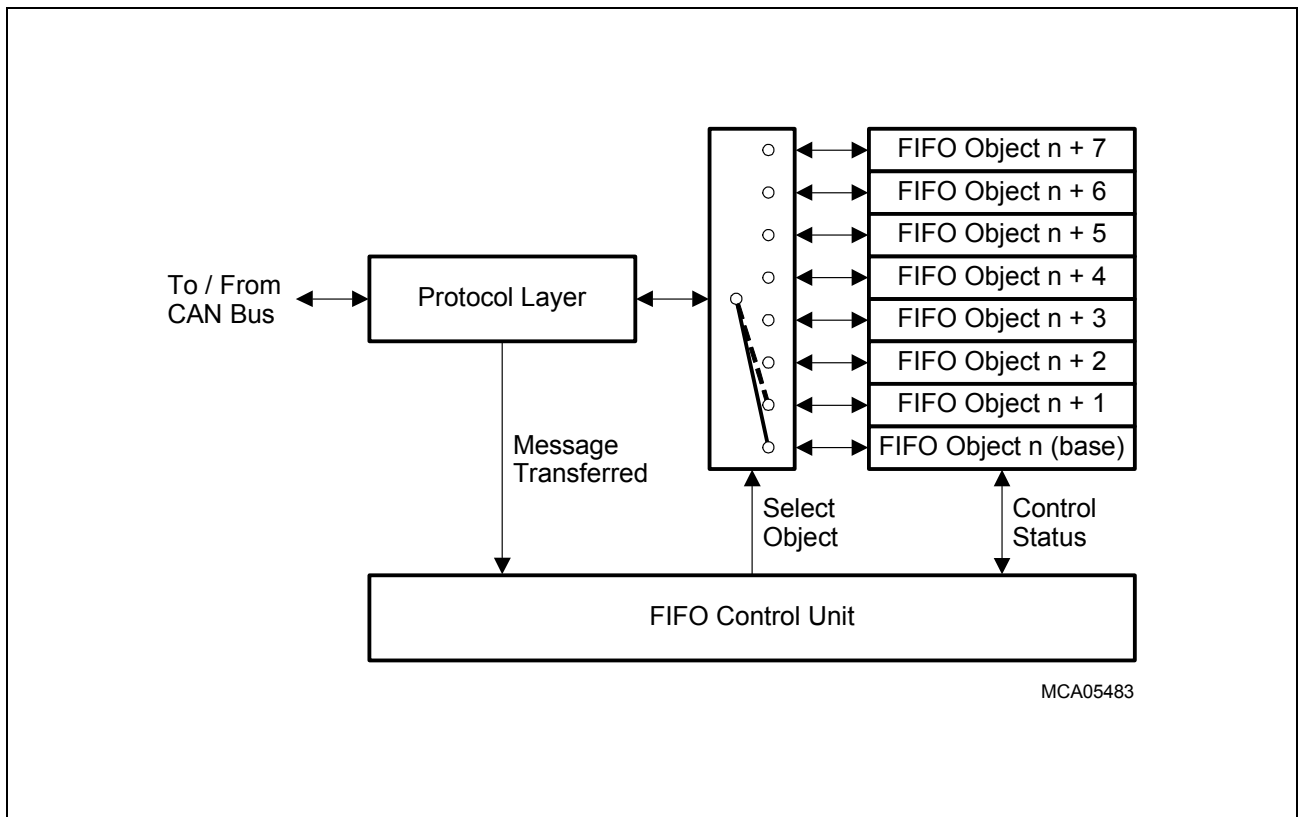 FIFO Object n + 7
FIFO Object n + 6
FIFO Object n + 5
FIFO Object n + 4
FIFO Object n + 3
FIFO Object n + 2
FIFO Object n + 1
FIFO Object n (base)
To / From
CAN Bus
Protocol Layer
Message
Transferred
Select
Object
Control
Status
FIFO Control Unit
MCA05483